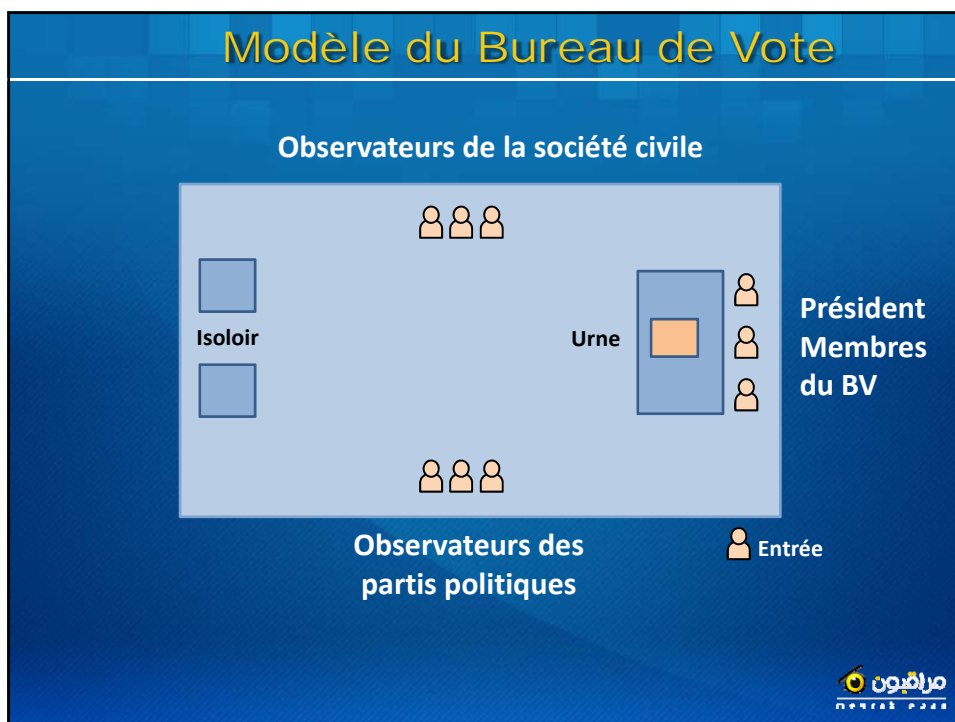 Modèle du Bureau de Vote
Observateurs de la société civile
Isoloir
Urne
Président
Membres
du BV
Observateurs des
partis politiques
Entrée
مراقبون